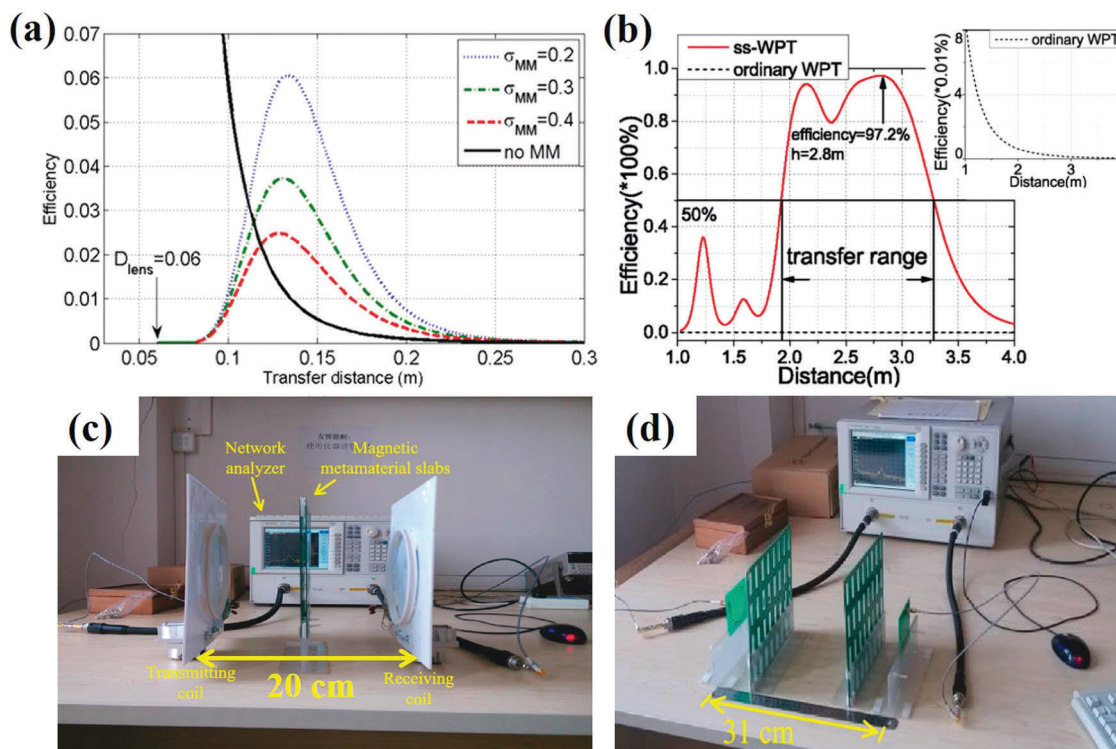 (a)
0.07
0.06
0.05
0.04
0.03
0.02
0.01
0
Efficiency
σMM=0.2
σMM=0.3
σMM=0.4
no MM
Dlens=0.06
0.05
0.1
0.15
0.2
0.25
0.3
Transfer distance (m)
(b)
ss-WPT
ordinary WPT
1.0
0.8
0.6
0.4
0.2
0.0
Efficiency(*100%)
efficiency=97.2%
h=2.8m
50%
transfer range
1.0
1.5
2.0
2.5
3.0
3.5
4.0
Distance(m)
ordinary WPT
8
4
0
Efficiency(*0.01%)
1
2
3
Distance(m)
(c)
Network
analyzer
Magnetic
metamaterial slabs
Transmitting
coil
20 cm
Receiving
coil
(d)
31 cm